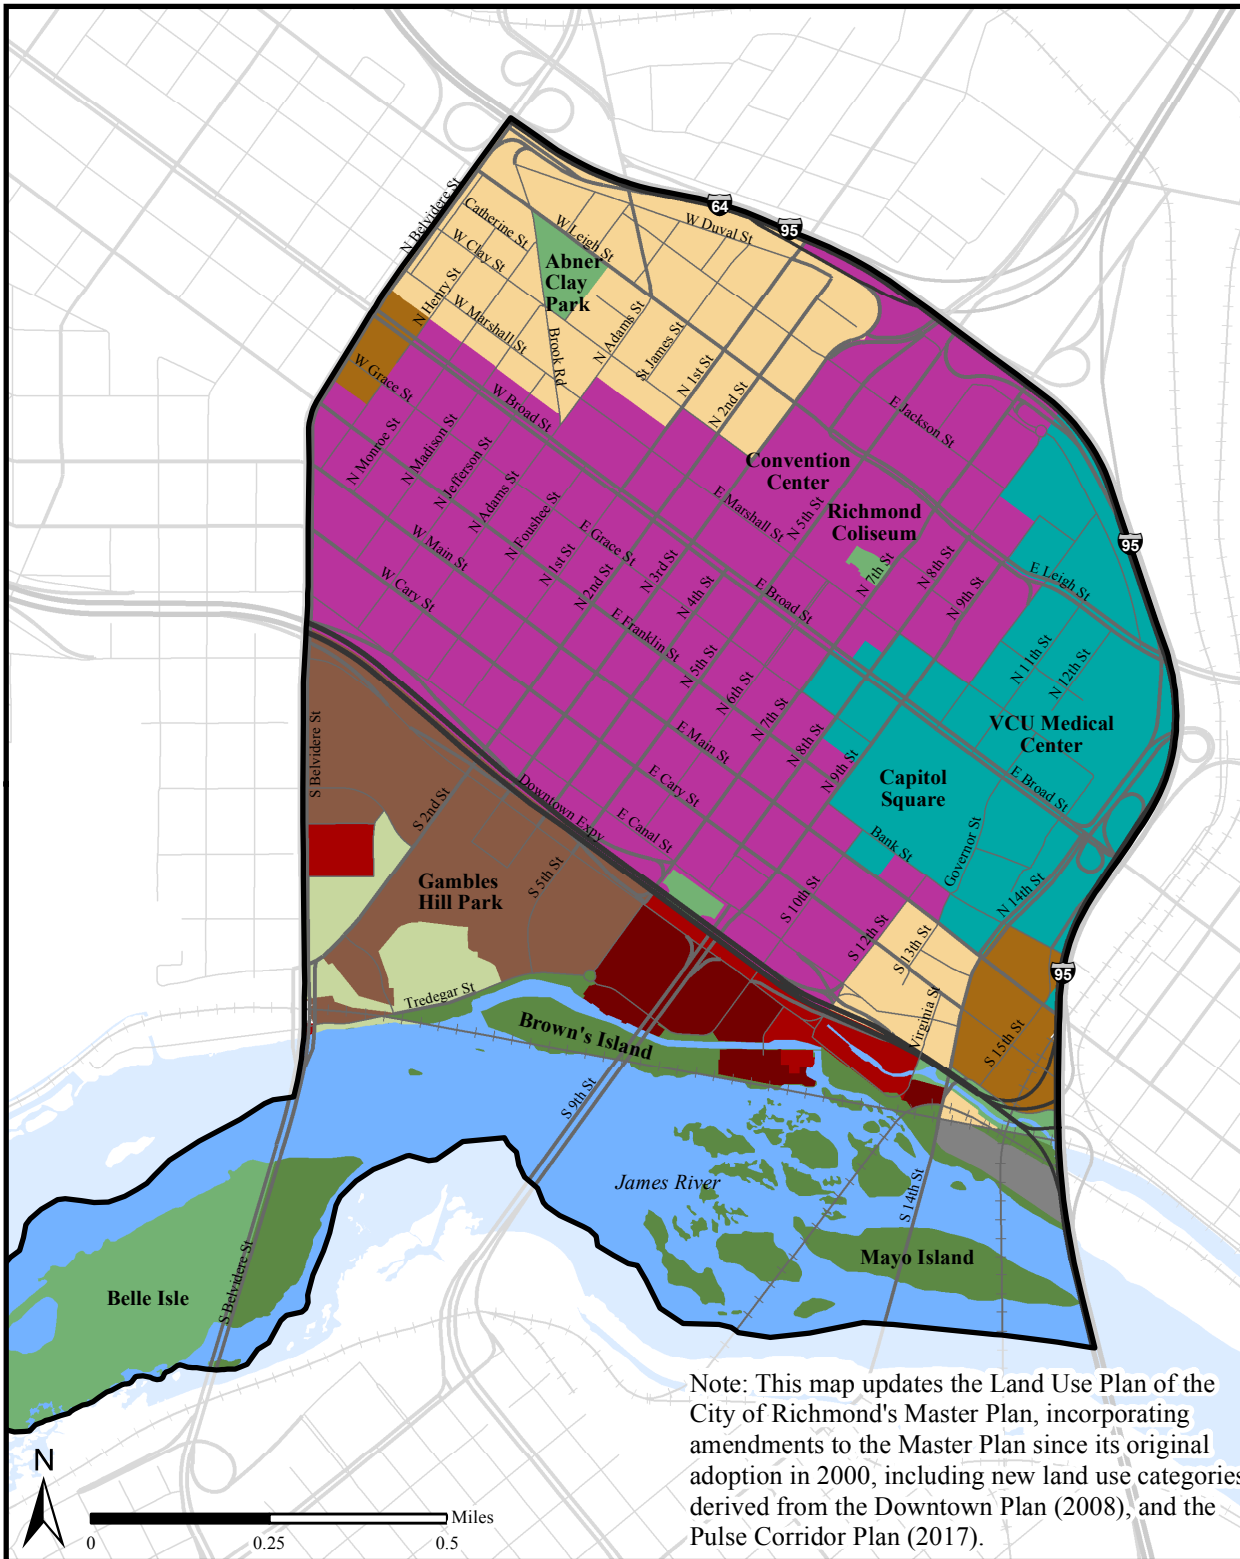 64
95
N Belvidere St
W Duval St
Catherine St
W Leigh St
W Clay St
Abner
Clay
Park
N Henry St
W Marshall St
N Adams St
St James St
Brook Rd
N 1st St
N 2nd St
W Grace St
W Broad St
E Jackson St
N Monroe St
N Madison St
N Jefferson St
N Adams St
N Foushee St
Convention
Center
E Marshall St
N 5th St
Richmond
Coliseum
95
W Main St
E Grace St
N 1st St
N 2nd St
N 3rd St
N 4th St
N 7th St
N 8th St
N 9th St
E Leigh St
W Cary St
E Broad St
E Franklin St
N 5th St
N 6th St
N 7th St
N 8th St
N 9th St
N 11th St
N 12th St
VCU Medical
Center
S Belvidere St
E Main St
E Cary St
Capitol
Square
E Broad St
Downtown Expy
E Canal St
S 2nd St
Bank St
Governor St
Gambles
Hill Park
S 5th St
S 10th St
N 14th St
S 12th St
S 13th St
95
Tredegar St
Brown's Island
Virginia St
S 15th St
S 9th St
James River
S 14th St
Mayo Island
Belle Isle
S Belvidere St
Note: This map updates the Land Use Plan of the
City of Richmond's Master Plan, incorporating
amendments to the Master Plan since its original
adoption in 2000, including new land use categories
derived from the Downtown Plan (2008), and the
Pulse Corridor Plan (2017).
N
Miles
0 0.25 0.5